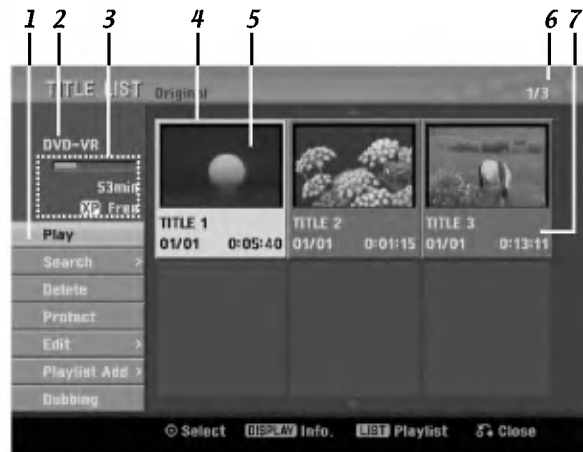 1 2 3 4 5 6 7
TITLE LIST Original 1/3
DVD-VR
53min
XP Free
Play
Search >
Delete
Protect
Edit >
Playlist Add >
Dubbing
TITLE 1
01/01 0:05:40
TITLE 2
01/01 0:01:15
TITLE 3
01/01 0:13:11
Select DISPLAY Info. LIST Playlist Close